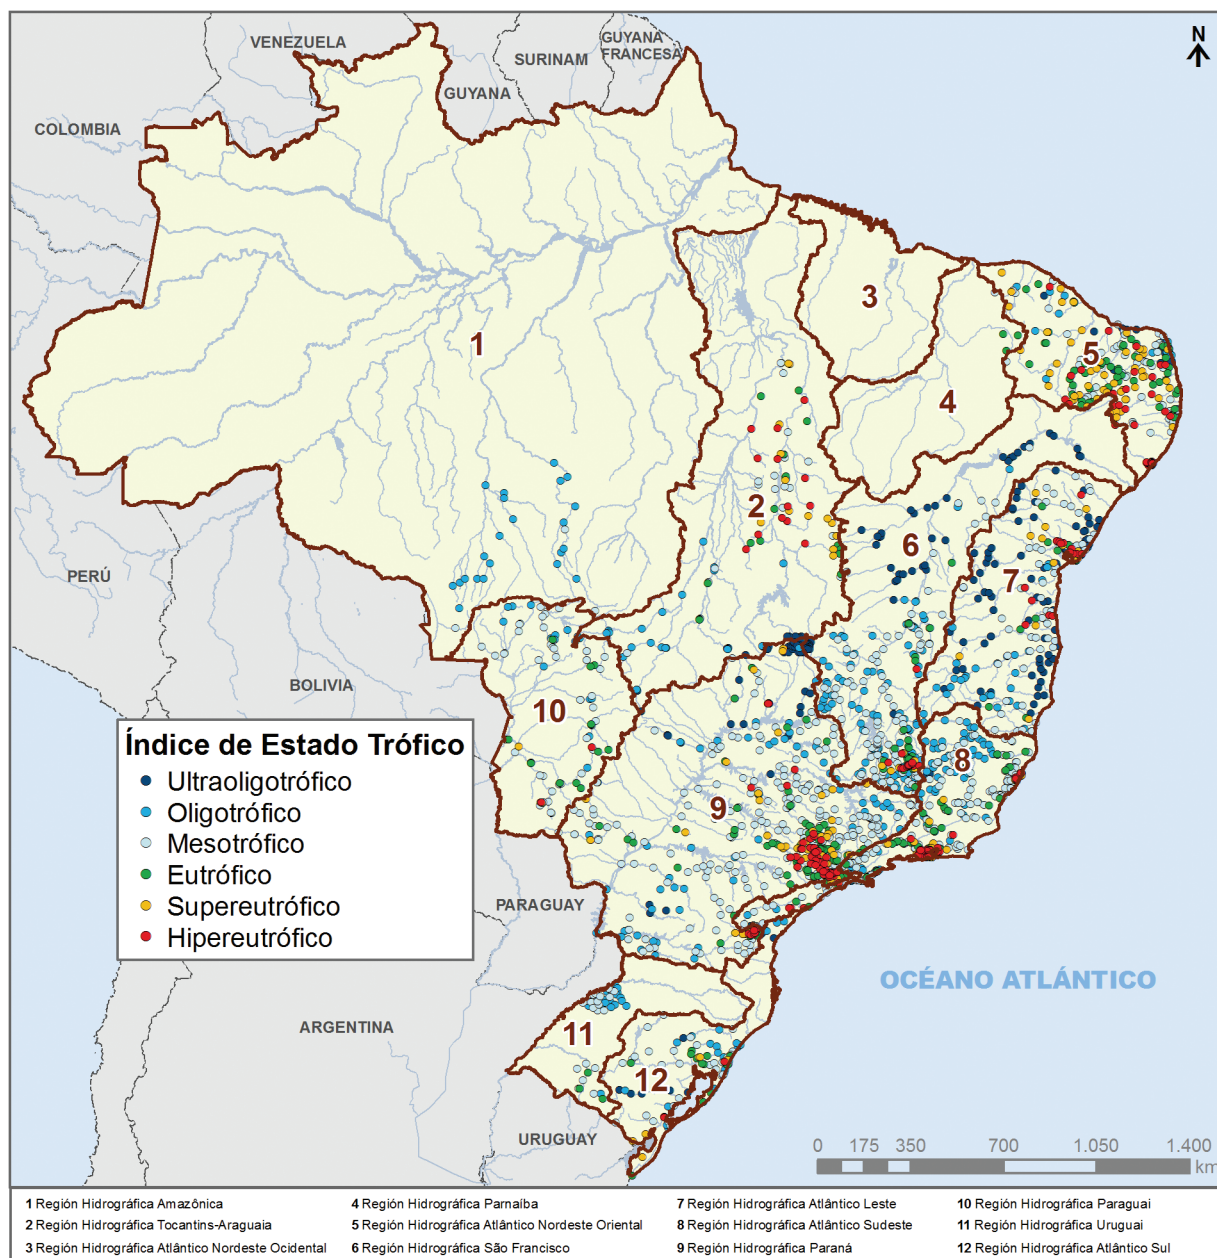 VENEZUELA
GUYANA
FRANCESA
SURINAM
GUYANA
COLOMBIA
N
PERÚ
BOLIVIA
PARAGUAY
ARGENTINA
URUGUAY
OCÉANO ATLÁNTICO
1
2
3
4
5
6
7
8
9
10
11
12
Índice de Estado Trófico
Ultraoligotrófico
Oligotrófico
Mesotrófico
Eutrófico
Supereutrófico
Hipereutrófico
0 175 350 700 1.050 1.400
km
1 Región Hidrográfica Amazônica
2 Región Hidrográfica Tocantins-Araguaia
3 Región Hidrográfica Atlântico Nordeste Ocidental
4 Región Hidrográfica Parnaíba
5 Región Hidrográfica Atlântico Nordeste Oriental
6 Región Hidrográfica São Francisco
7 Región Hidrográfica Atlântico Leste
8 Región Hidrográfica Atlântico Sudeste
9 Región Hidrográfica Paraná
10 Región Hidrográfica Paraguai
11 Región Hidrográfica Uruguai
12 Región Hidrográfica Atlântico Sul